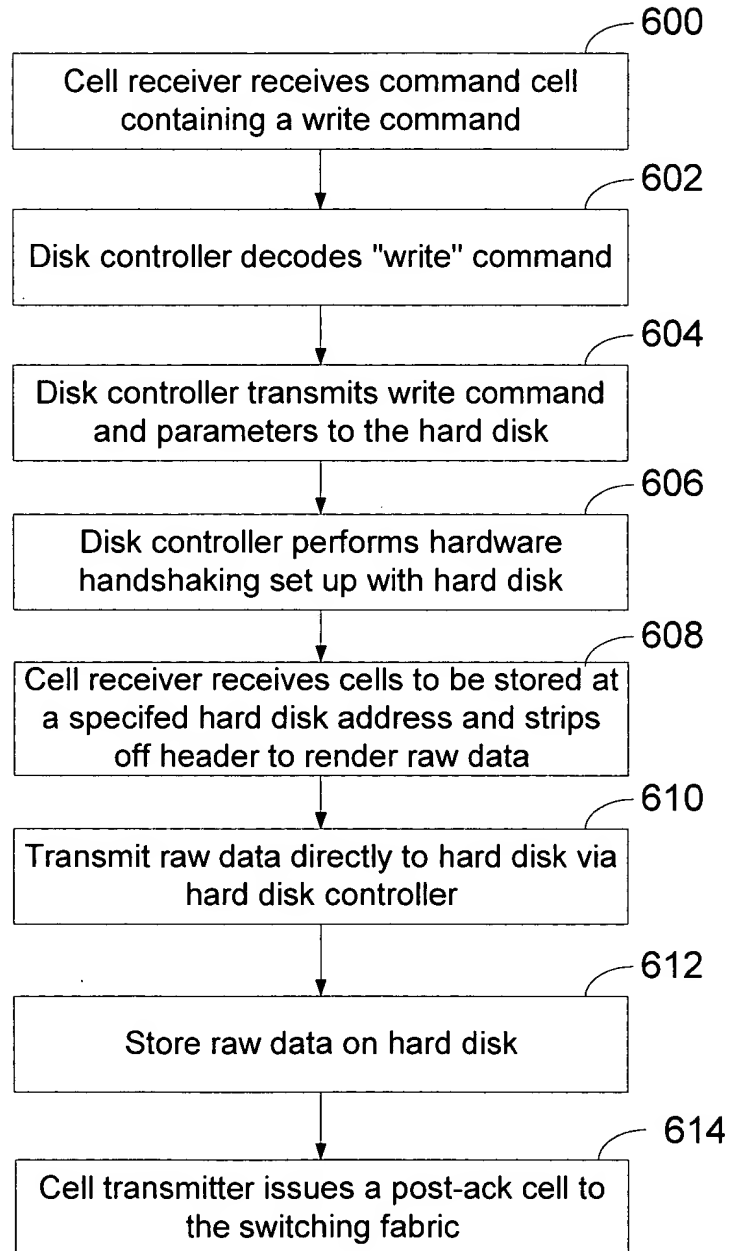 600
Cell receiver receives command cell
containing a write command
602
Disk controller decodes "write" command
604
Disk controller transmits write command
and parameters to the hard disk
606
Disk controller performs hardware
handshaking set up with hard disk
608
Cell receiver receives cells to be stored at
a specifed hard disk address and strips
off header to render raw data
610
Transmit raw data directly to hard disk via
hard disk controller
612
Store raw data on hard disk
614
Cell transmitter issues a post-ack cell to
the switching fabric